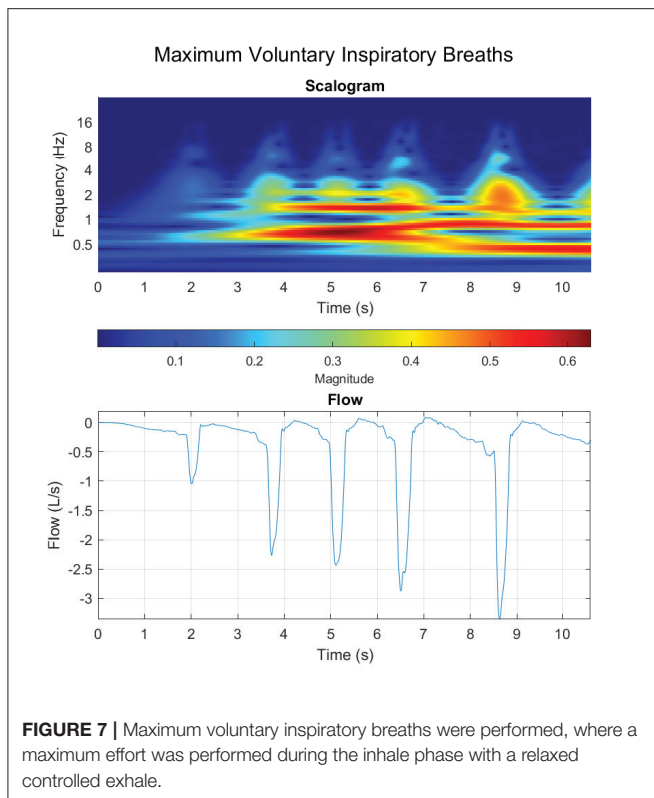 Maximum Voluntary Inspiratory Breaths
Scalogram
Frequency (Hz)
16
8
4
2
1
0.5
0 1 2 3 4 5 6 7 8 9 10
Time (s)
0.1 0.2 0.3 0.4 0.5 0.6
Magnitude
Flow
Flow (L/s)
0
-0.5
-1
-1.5
-2
-2.5
-3
0 1 2 3 4 5 6 7 8 9 10
Time (s)
FIGURE 7 | Maximum voluntary inspiratory breaths were performed, where a
maximum effort was performed during the inhale phase with a relaxed
controlled exhale.